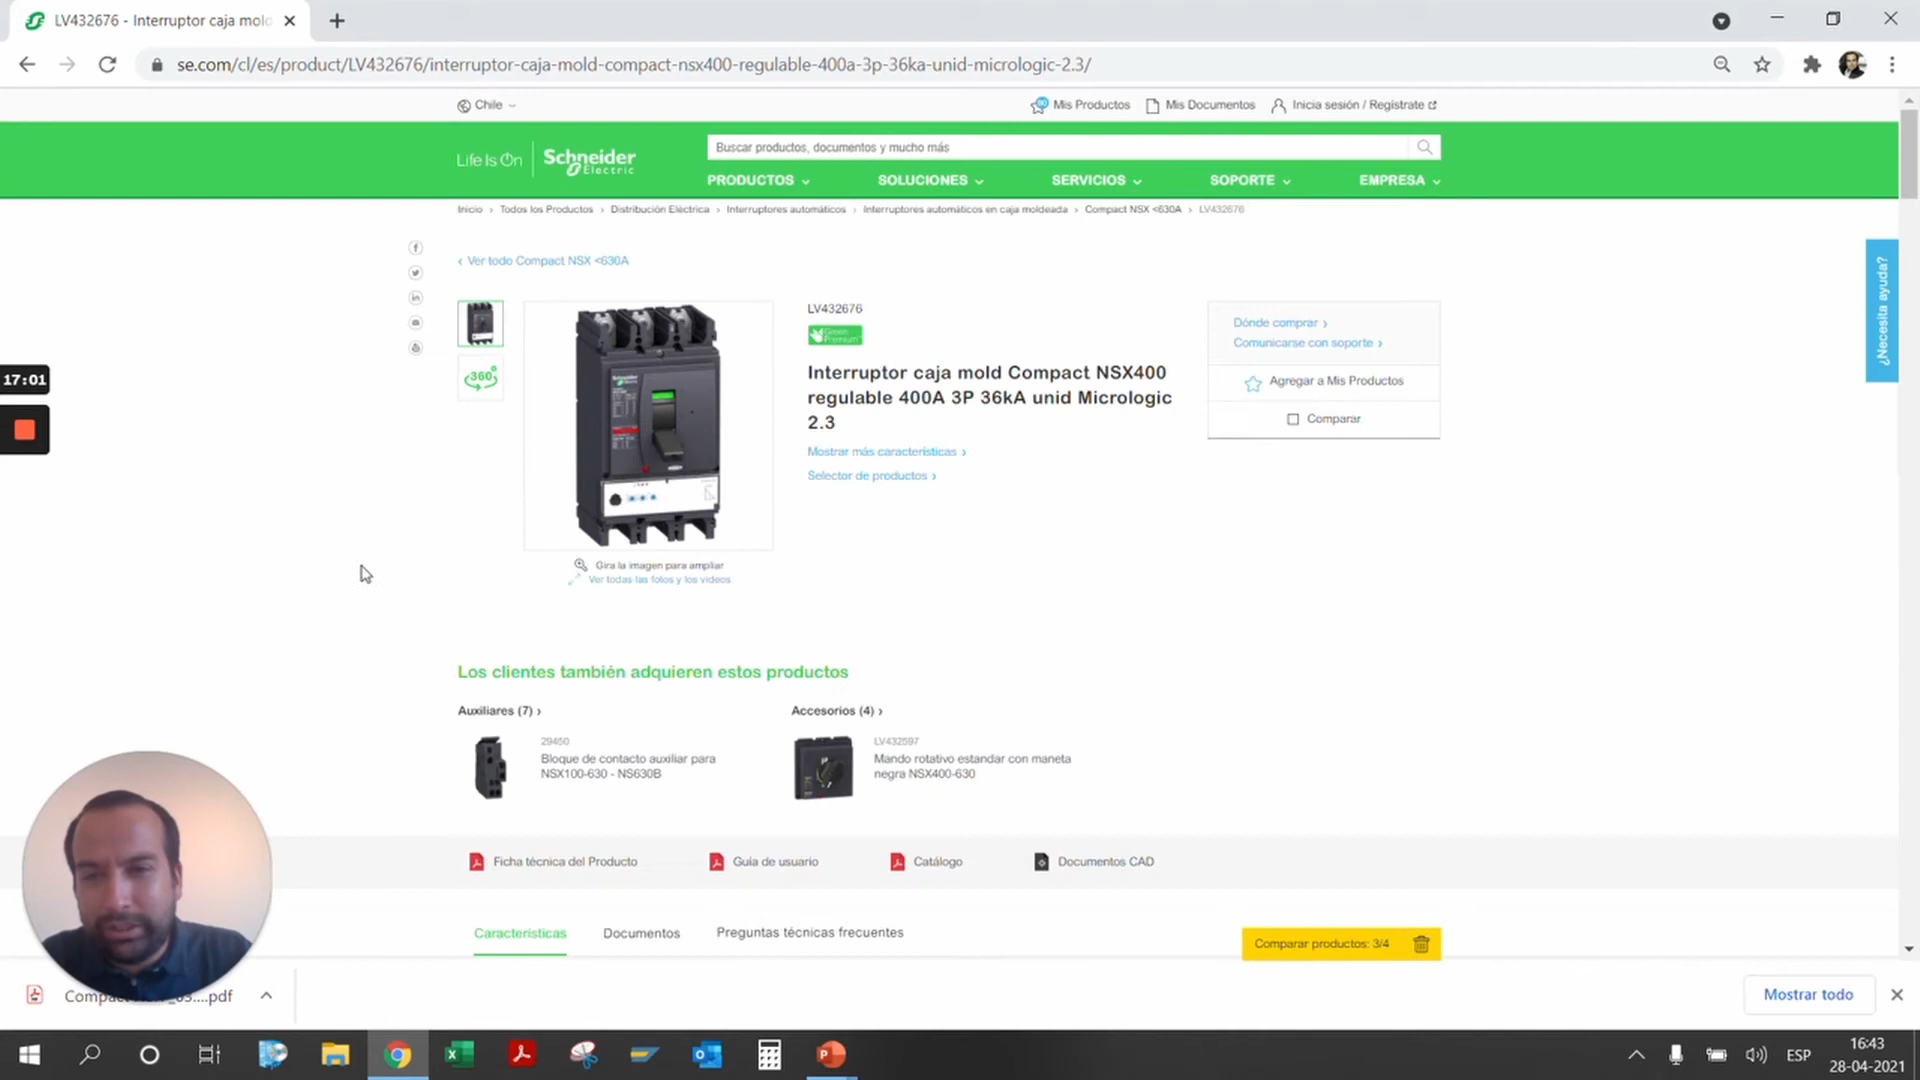 LV432676 - Interruptor caja mold
se.com/cl/es/product/LV432676/interruptor-caja-mold-compact-nsx400-regulable-400a-3p-36ka-unid-micrologic-2.3/
Chile
Mis Productos
Mis Documentos
Inicia sesión / Regístrate
Life Is On
Schneider
Electric
Buscar productos, documentos y mucho más
PRODUCTOS
SOLUCIONES
SERVICIOS
SOPORTE
EMPRESA
Inicio › Todos los Productos › Distribución Eléctrica › Interruptores automáticos › Interruptores automáticos en caja moldeada › Compact NSX <630A › LV432676
‹ Ver todo Compact NSX <630A
¿Necesita ayuda?
360°
LV432676
Green
Premium
Interruptor caja mold Compact NSX400
regulable 400A 3P 36kA unid Micrologic
2.3
Mostrar más características ›
Selector de productos ›
Dónde comprar ›
Comunicarse con soporte ›
Agregar a Mis Productos
Comparar
17:01
Gira la imagen para ampliar
Ver todas las fotos y los videos
Los clientes también adquieren estos productos
Auxiliares (7) ›
29450
Bloque de contacto auxiliar para
NSX100-630 - NS630B
Accesorios (4) ›
LV432597
Mando rotativo estandar con maneta
negra NSX400-630
Ficha técnica del Producto
Guía de usuario
Catálogo
Documentos CAD
Características
Documentos
Preguntas técnicas frecuentes
Comparar productos: 3/4
....pdf
Mostrar todo
ESP
16:43
28-04-2021